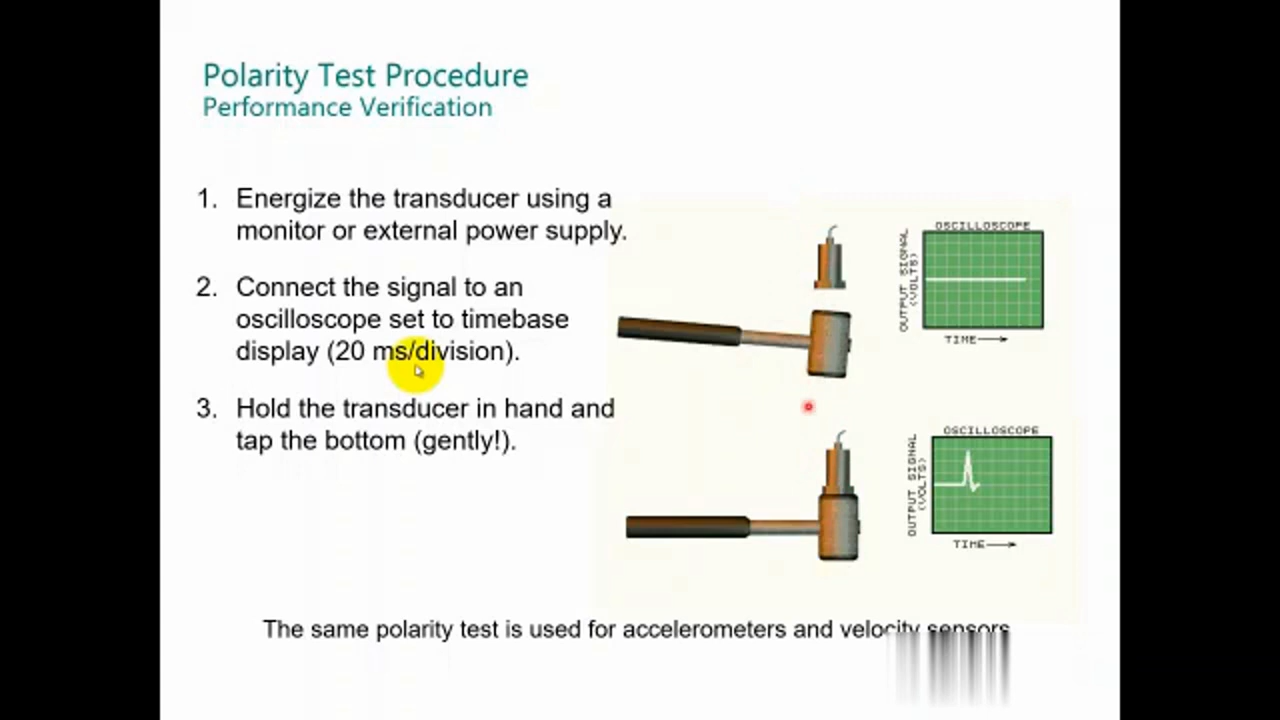 Polarity Test Procedure
Performance Verification
1. Energize the transducer using a
monitor or external power supply.
2. Connect the signal to an
oscilloscope set to timebase
display (20 ms/division).
3. Hold the transducer in hand and
tap the bottom (gently!).
OSCILLOSCOPE
OUTPUT SIGNAL
(VOLTS)
TIME
OSCILLOSCOPE
OUTPUT SIGNAL
(VOLTS)
TIME
The same polarity test is used for accelerometers and velocity sensors